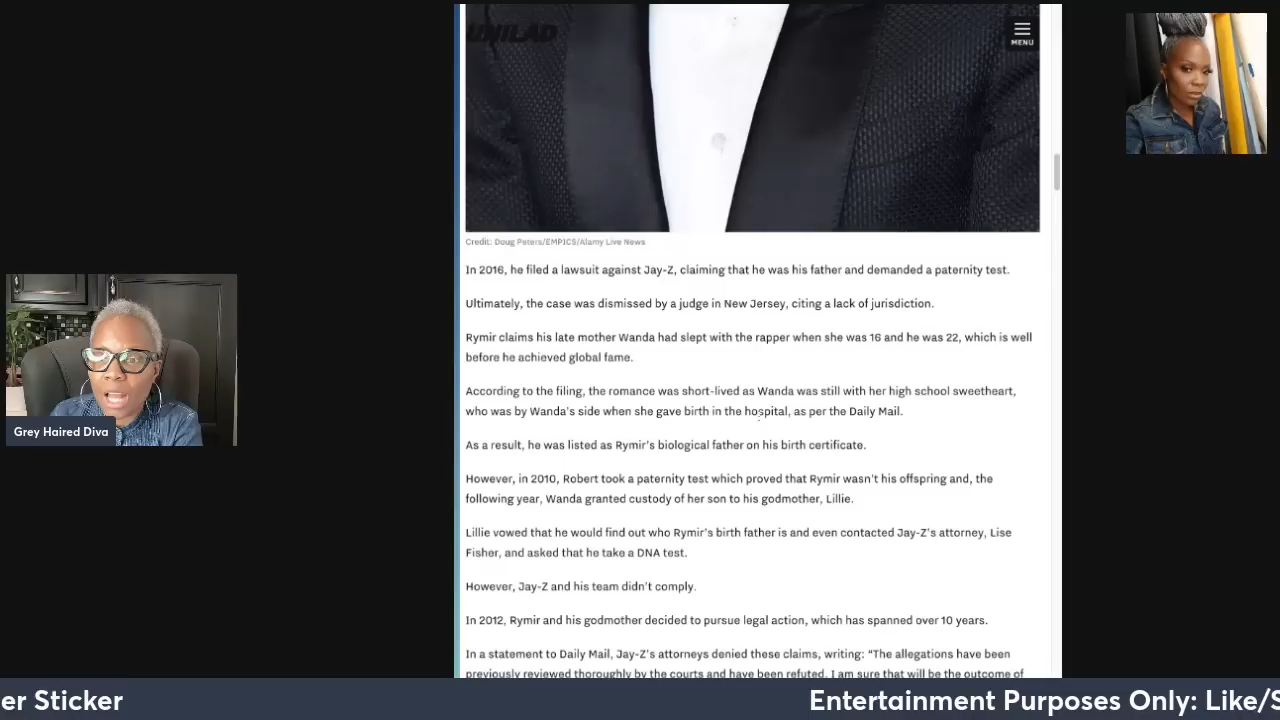 UNILAD
MENU
Credit: Doug Peters/EMPICS/Alamy Live News
In 2016, he filed a lawsuit against Jay-Z, claiming that he was his father and demanded a paternity test.
Ultimately, the case was dismissed by a judge in New Jersey, citing a lack of jurisdiction.
Rymir claims his late mother Wanda had slept with the rapper when she was 16 and he was 22, which is well
before he achieved global fame.
According to the filing, the romance was short-lived as Wanda was still with her high school sweetheart,
who was by Wanda's side when she gave birth in the hospital, as per the Daily Mail.
As a result, he was listed as Rymir's biological father on his birth certificate.
However, in 2010, Robert took a paternity test which proved that Rymir wasn't his offspring and, the
following year, Wanda granted custody of her son to his godmother, Lillie.
Lillie vowed that he would find out who Rymir's birth father is and even contacted Jay-Z's attorney, Lise
Fisher, and asked that he take a DNA test.
However, Jay-Z and his team didn't comply.
In 2012, Rymir and his godmother decided to pursue legal action, which has spanned over 10 years.
In a statement to Daily Mail, Jay-Z's attorneys denied these claims, writing: "The allegations have been
previously reviewed thoroughly by the courts and have been refuted. I am sure that will be the outcome of
Grey Haired Diva
er Sticker
Entertainment Purposes Only: Like/S